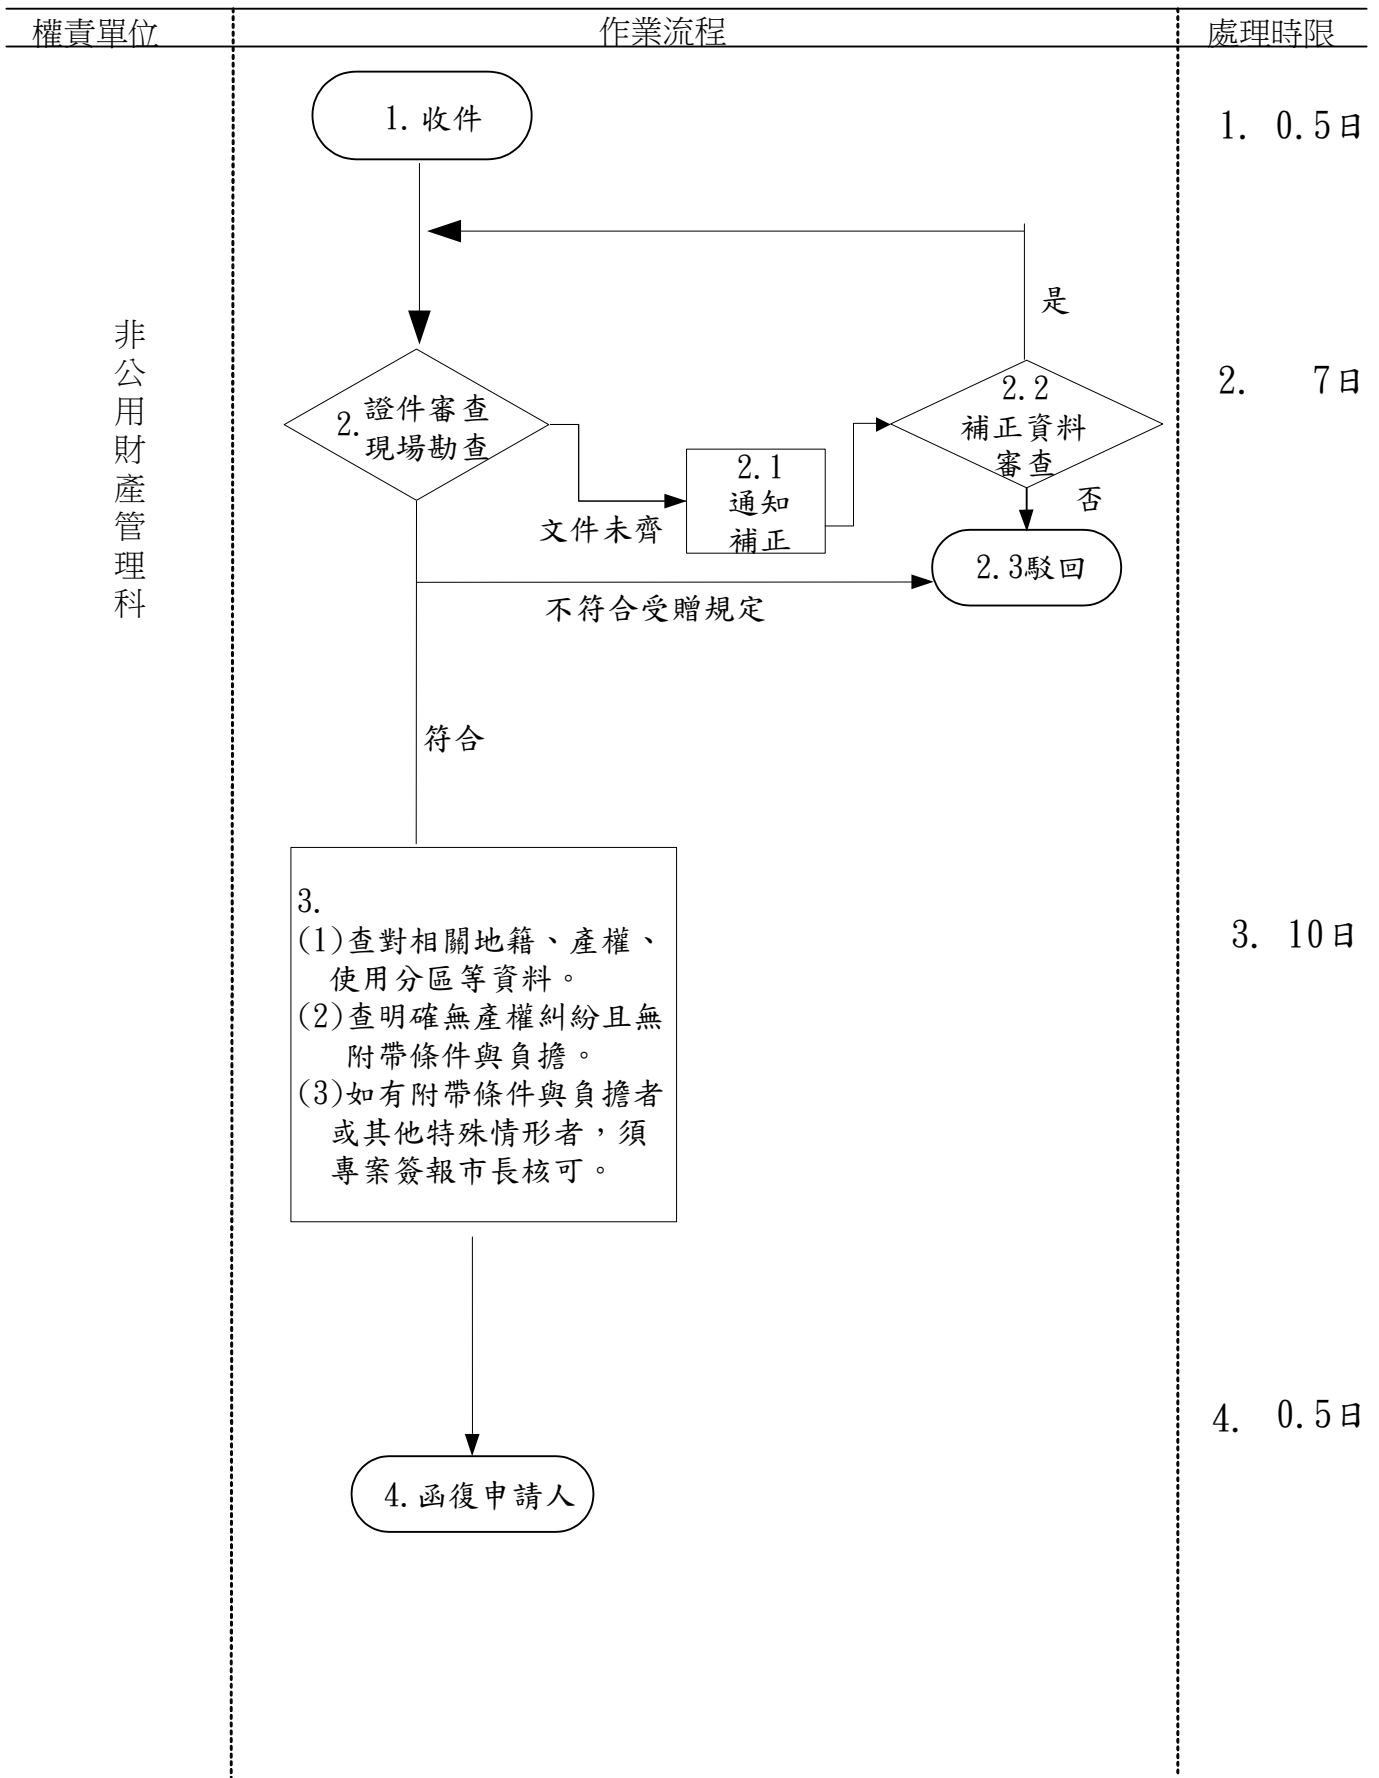 權責單位
作業流程
處理時限
1.收件
1. 0.5日
是
非公用財產管理科
2.證件審查
現場勘查
2.2
補正資料
審查
2. 7日
2.1
通知
補正
文件未齊
否
2.3駁回
不符合受贈規定
符合
3.
(1)查對相關地籍、產權、
使用分區等資料。
(2)查明確無產權糾紛且無
附帶條件與負擔。
(3)如有附帶條件與負擔者
或其他特殊情形者，須
專案簽報市長核可。
3. 10日
4. 0.5日
4.函復申請人